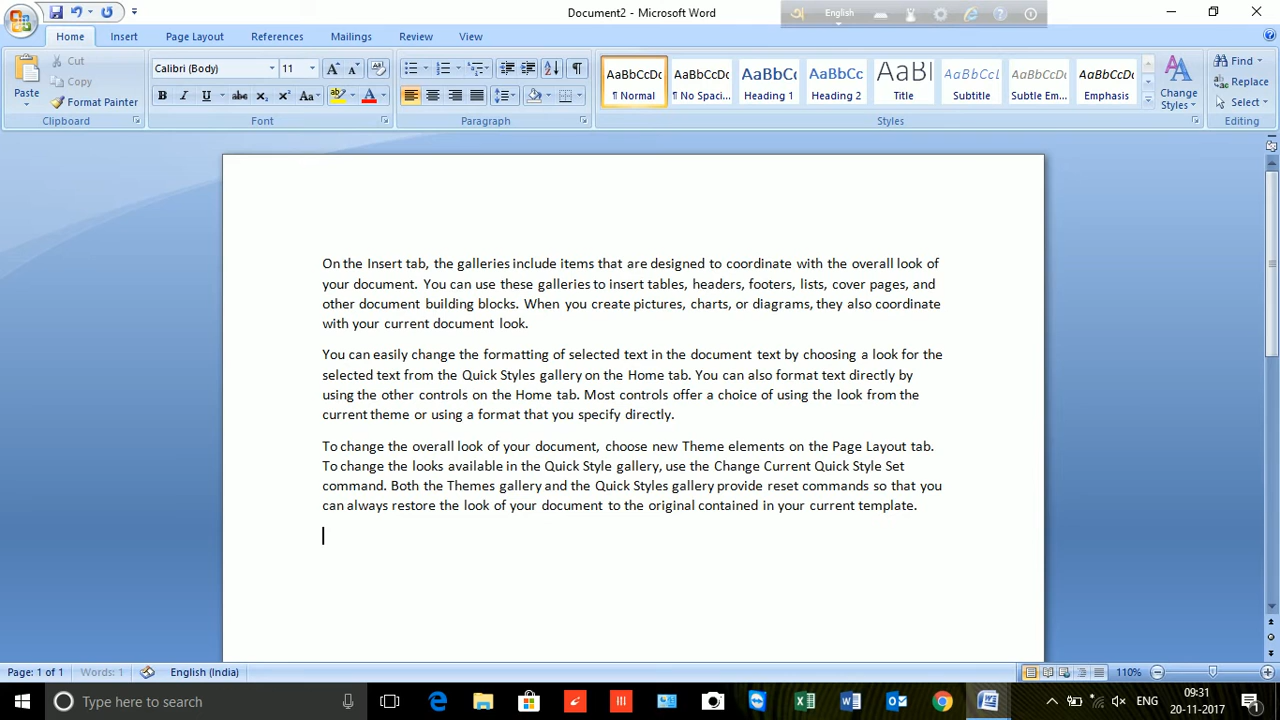 Document2 - Microsoft Word
English
Home Insert Page Layout References Mailings Review View
Cut
Copy
Format Painter
Paste
Clipboard
Calibri (Body) 11
B I U abc x₂ x² Aa
Font
Paragraph
AaBbCcDc AaBbCcDc AaBbCc AaBbCc AaBl AaBbCcL AaBbCcDc AaBbCcDc
¶ Normal ¶ No Spaci... Heading 1 Heading 2 Title Subtitle Subtle Em... Emphasis
Change Styles
Styles
Find
Replace
Select
Editing
On the Insert tab, the galleries include items that are designed to coordinate with the overall look of
your document. You can use these galleries to insert tables, headers, footers, lists, cover pages, and
other document building blocks. When you create pictures, charts, or diagrams, they also coordinate
with your current document look.
You can easily change the formatting of selected text in the document text by choosing a look for the
selected text from the Quick Styles gallery on the Home tab. You can also format text directly by
using the other controls on the Home tab. Most controls offer a choice of using the look from the
current theme or using a format that you specify directly.
To change the overall look of your document, choose new Theme elements on the Page Layout tab.
To change the looks available in the Quick Style gallery, use the Change Current Quick Style Set
command. Both the Themes gallery and the Quick Styles gallery provide reset commands so that you
can always restore the look of your document to the original contained in your current template.
Page: 1 of 1 Words: 1 English (India) 110%
Type here to search
ENG
09:31
20-11-2017